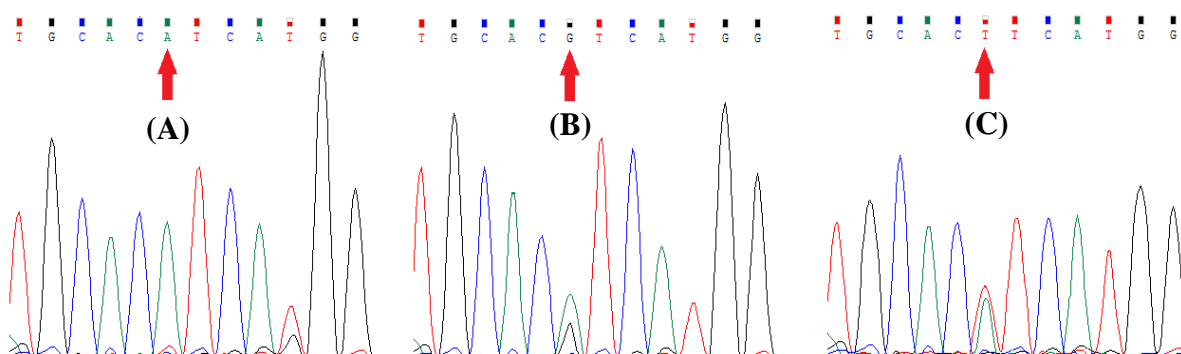 T G C A C A T C A T G G
(A)
T G C A C G T C A T G G
(B)
T G C A C T T C A T G G
(C)